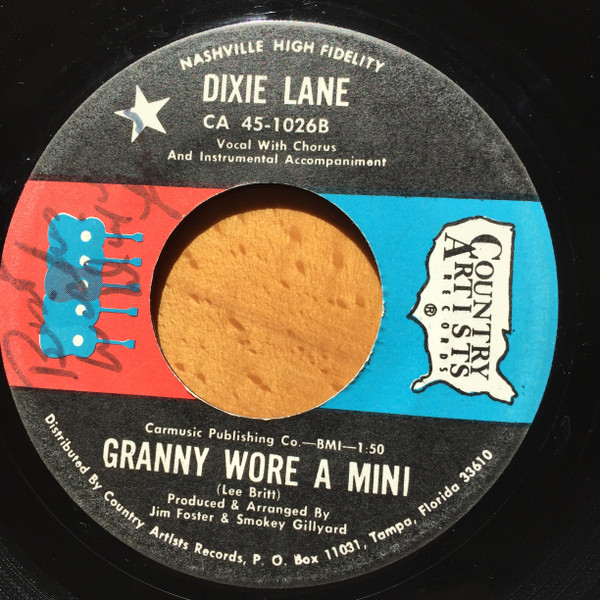 NASHVILLE HIGH FIDELITY
DIXIE LANE
CA 45-1026B
Vocal With Chorus
And Instrumental Accompaniment
COUNTRY
ARTISTS
RECORDS
®
Carmusic Publishing Co.—BMI—1:50
GRANNY WORE A MINI
(Lee Britt)
Produced & Arranged By
Jim Foster & Smokey Gillyard
Distributed By Country Artists Records, P. O. Box 11031, Tampa, Florida 33610